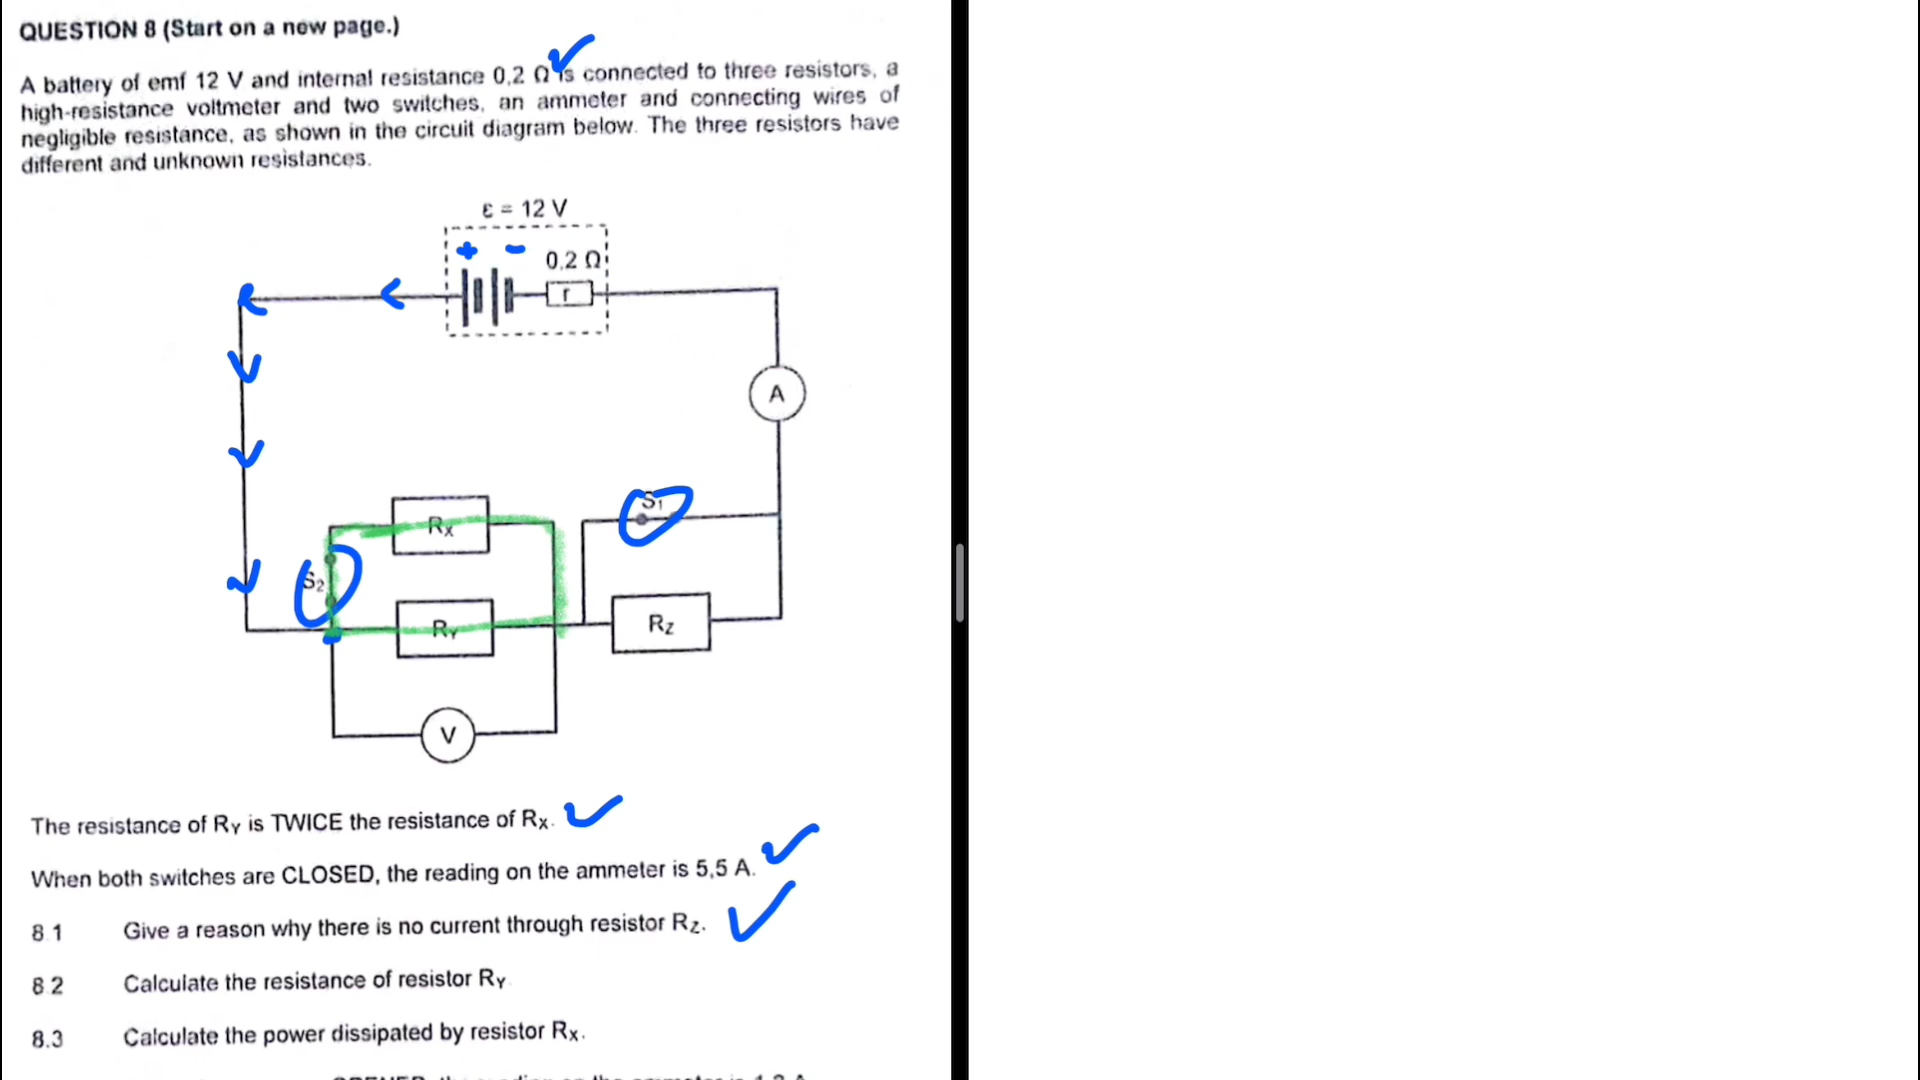 QUESTION 8 (Start on a new page.)
A battery of emf 12 V and internal resistance 0,2 Ω is connected to three resistors, a
high-resistance voltmeter and two switches, an ammeter and connecting wires of
negligible resistance, as shown in the circuit diagram below. The three resistors have
different and unknown resistances.
ε = 12 V
+ -
0,2 Ω
r
A
S1
RX
S2
RY
RZ
V
The resistance of RY is TWICE the resistance of RX.
When both switches are CLOSED, the reading on the ammeter is 5,5 A.
8.1 Give a reason why there is no current through resistor RZ.
8.2 Calculate the resistance of resistor RY.
8.3 Calculate the power dissipated by resistor RX.